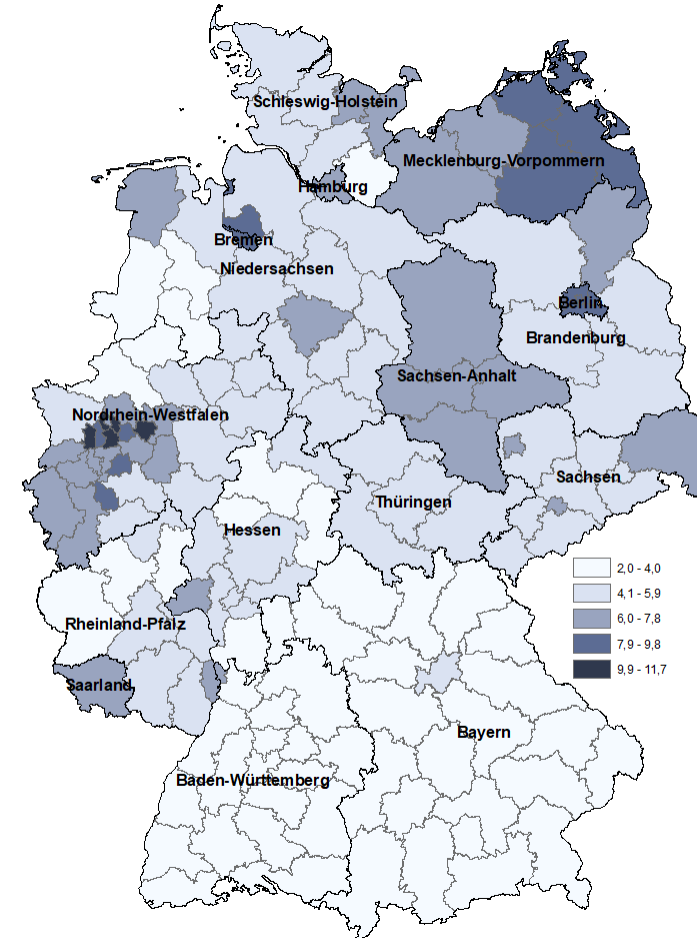 Schleswig-Holstein
Mecklenburg-Vorpommern
Hamburg
Bremen
Niedersachsen
Berlin
Brandenburg
Sachsen-Anhalt
Nordrhein-Westfalen
Sachsen
Thüringen
Hessen
2,0 - 4,0
4,1 - 5,9
6,0 - 7,8
7,9 - 9,8
9,9 - 11,7
Rheinland-Pfalz
Saarland
Bayern
Baden-Württemberg